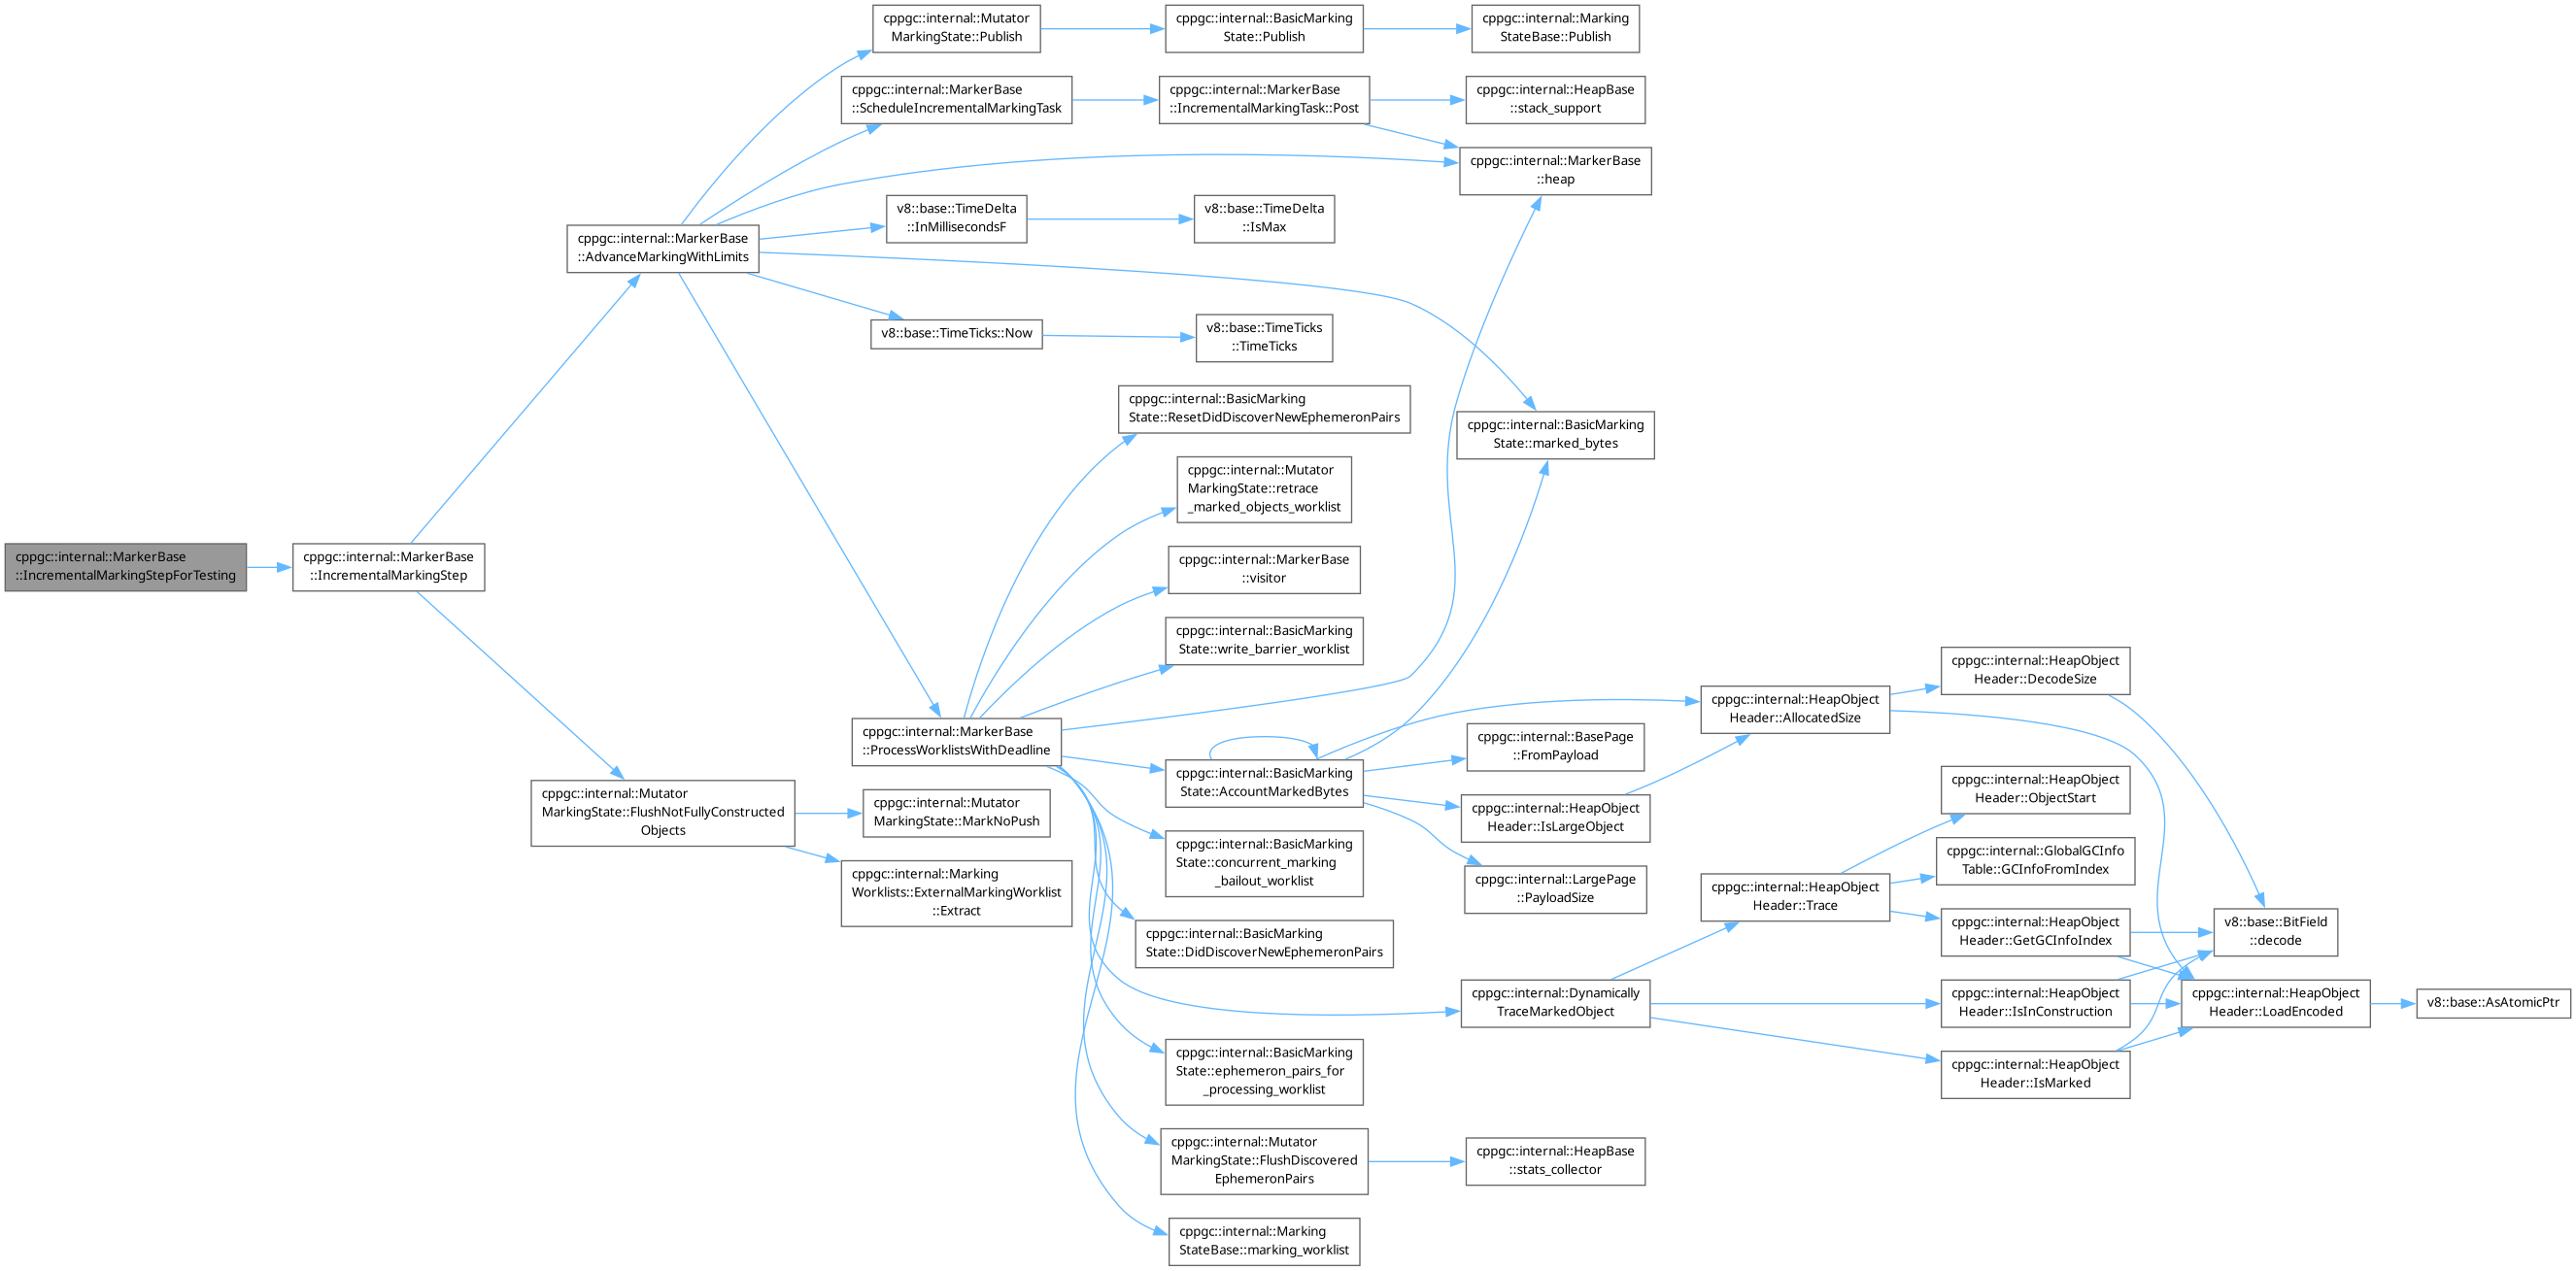 cppgc::internal::MarkerBase
::IncrementalMarkingStepForTesting
cppgc::internal::MarkerBase
::IncrementalMarkingStep
cppgc::internal::MarkerBase
::AdvanceMarkingWithLimits
cppgc::internal::Mutator
MarkingState::FlushNotFullyConstructed
Objects
cppgc::internal::Mutator
MarkingState::Publish
cppgc::internal::MarkerBase
::ScheduleIncrementalMarkingTask
v8::base::TimeDelta
::InMillisecondsF
v8::base::TimeTicks::Now
cppgc::internal::MarkerBase
::ProcessWorklistsWithDeadline
cppgc::internal::Mutator
MarkingState::MarkNoPush
cppgc::internal::Marking
Worklists::ExternalMarkingWorklist
::Extract
cppgc::internal::BasicMarking
State::Publish
cppgc::internal::MarkerBase
::IncrementalMarkingTask::Post
v8::base::TimeDelta
::IsMax
v8::base::TimeTicks
::TimeTicks
cppgc::internal::BasicMarking
State::ResetDidDiscoverNewEphemeronPairs
cppgc::internal::Mutator
MarkingState::retrace
_marked_objects_worklist
cppgc::internal::MarkerBase
::visitor
cppgc::internal::BasicMarking
State::write_barrier_worklist
cppgc::internal::BasicMarking
State::AccountMarkedBytes
cppgc::internal::BasicMarking
State::concurrent_marking
_bailout_worklist
cppgc::internal::BasicMarking
State::DidDiscoverNewEphemeronPairs
cppgc::internal::BasicMarking
State::ephemeron_pairs_for
_processing_worklist
cppgc::internal::Mutator
MarkingState::FlushDiscovered
EphemeronPairs
cppgc::internal::Marking
StateBase::marking_worklist
cppgc::internal::Marking
StateBase::Publish
cppgc::internal::HeapBase
::stack_support
cppgc::internal::MarkerBase
::heap
cppgc::internal::BasicMarking
State::marked_bytes
cppgc::internal::BasePage
::FromPayload
cppgc::internal::HeapObject
Header::IsLargeObject
cppgc::internal::LargePage
::PayloadSize
cppgc::internal::Dynamically
TraceMarkedObject
cppgc::internal::HeapBase
::stats_collector
cppgc::internal::HeapObject
Header::AllocatedSize
cppgc::internal::HeapObject
Header::Trace
cppgc::internal::HeapObject
Header::DecodeSize
cppgc::internal::HeapObject
Header::ObjectStart
cppgc::internal::GlobalGCInfo
Table::GCInfoFromIndex
cppgc::internal::HeapObject
Header::GetGCInfoIndex
cppgc::internal::HeapObject
Header::IsInConstruction
cppgc::internal::HeapObject
Header::IsMarked
v8::base::BitField
::decode
cppgc::internal::HeapObject
Header::LoadEncoded
v8::base::AsAtomicPtr